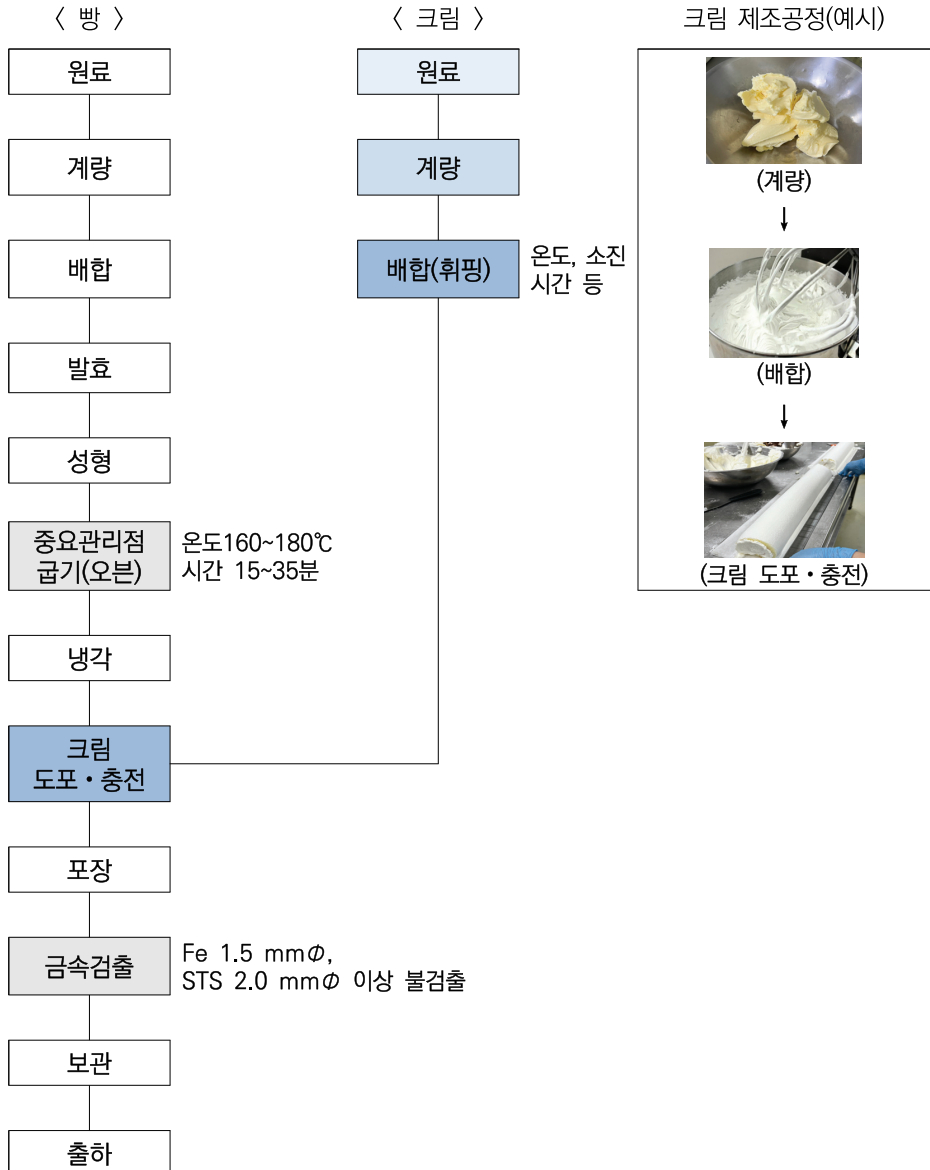 〈 빵 〉
원료
계량
배합
발효
성형
중요관리점
굽기(오븐)
온도160~180℃
시간 15~35분
냉각
크림
도포·충전
포장
금속검출
Fe 1.5 mmΦ,
STS 2.0 mmΦ 이상 불검출
보관
출하
〈 크림 〉
원료
계량
배합(휘핑)
온도, 소진
시간 등
크림 제조공정(예시)
(계량)
↓
(배합)
↓
(크림 도포·충전)